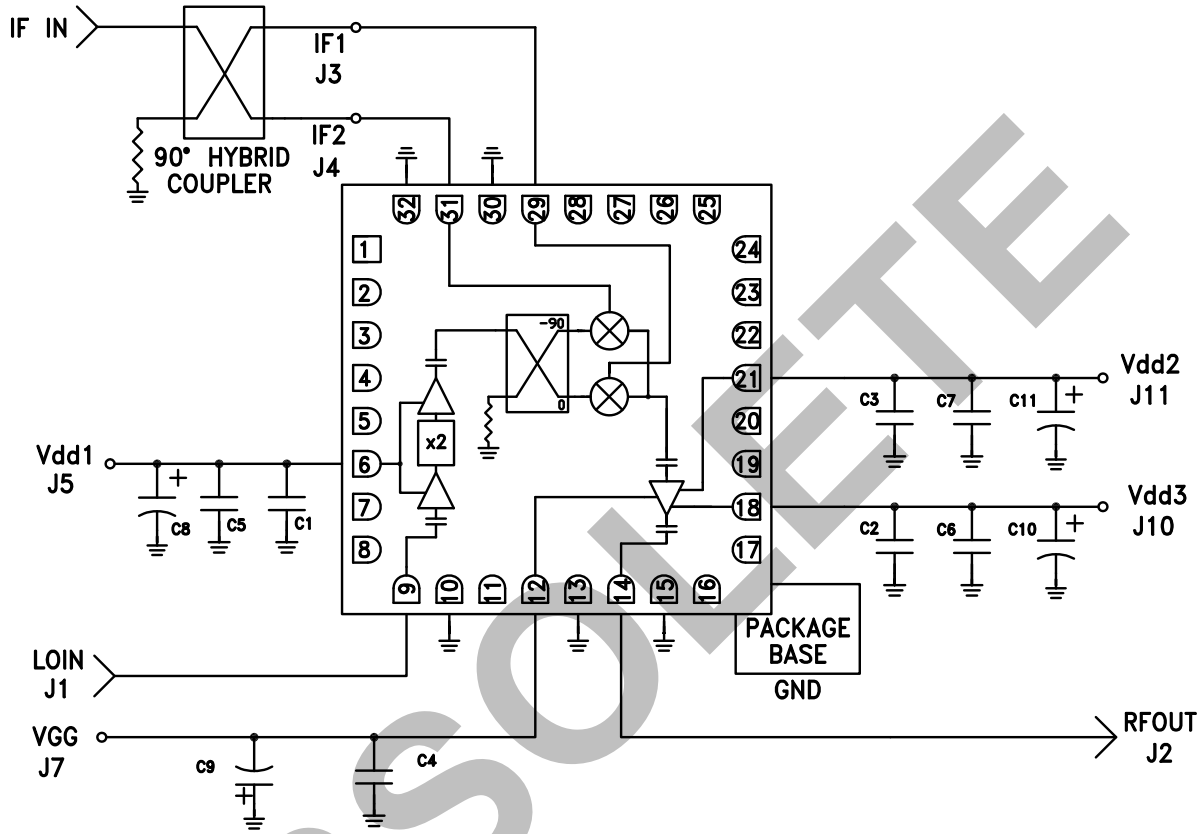 IF IN
IF1
J3
IF2
J4
90° HYBRID
COUPLER
32
31
30
29
28
27
26
25
1
2
3
4
5
6
7
8
24
23
22
21
20
19
18
17
-90
0
x2
9
10
11
12
13
14
15
16
Vdd1
J5
+
C8
C5
C1
Vdd2
J11
C3
C7
C11
+
Vdd3
J10
C2
C6
C10
+
PACKAGE
BASE
GND
LOIN
J1
VGG
J7
C9
+
C4
RFOUT
J2
OBSOLETE